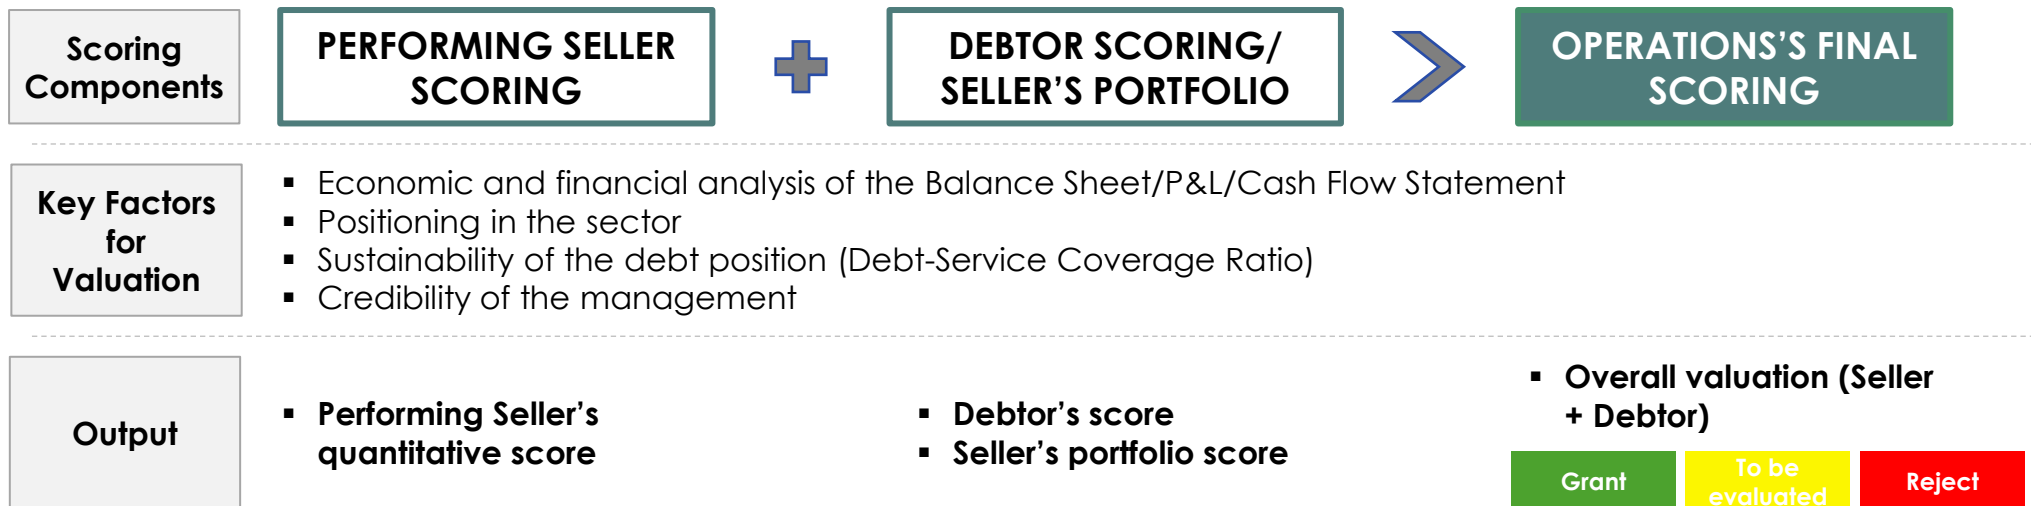 Scoring
Components
PERFORMING SELLER
SCORING
DEBTOR SCORING/
SELLER’S PORTFOLIO
OPERATIONS’S FINAL
SCORING
Key Factors
for
Valuation
▪ Economic and financial analysis of the Balance Sheet/P&L/Cash Flow Statement
▪ Positioning in the sector
▪ Sustainability of the debt position (Debt-Service Coverage Ratio)
▪ Credibility of the management
Output
▪ Performing Seller’s
quantitative score
▪ Debtor’s score
▪ Seller’s portfolio score
▪ Overall valuation (Seller
+ Debtor)
Grant
To be
evaluated
Reject